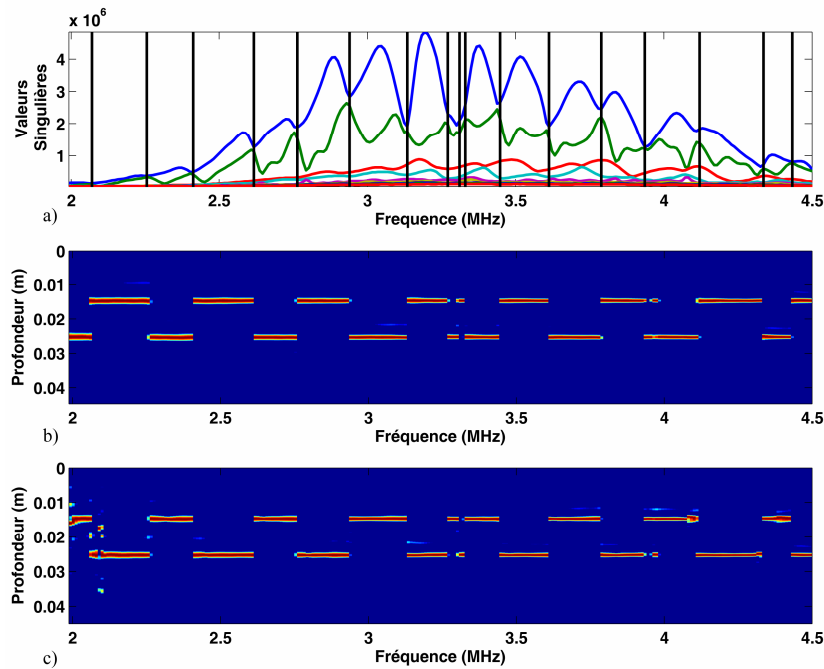 x 10^6
Valeurs
Singulières
4
3
2
1
2
2.5
3
3.5
4
4.5
Frequence (MHz)
a)
Profondeur (m)
0
0.01
0.02
0.03
0.04
2
2.5
3
3.5
4
4.5
Fréquence (MHz)
b)
Profondeur (m)
0
0.01
0.02
0.03
0.04
2
2.5
3
3.5
4
4.5
Fréquence (MHz)
c)